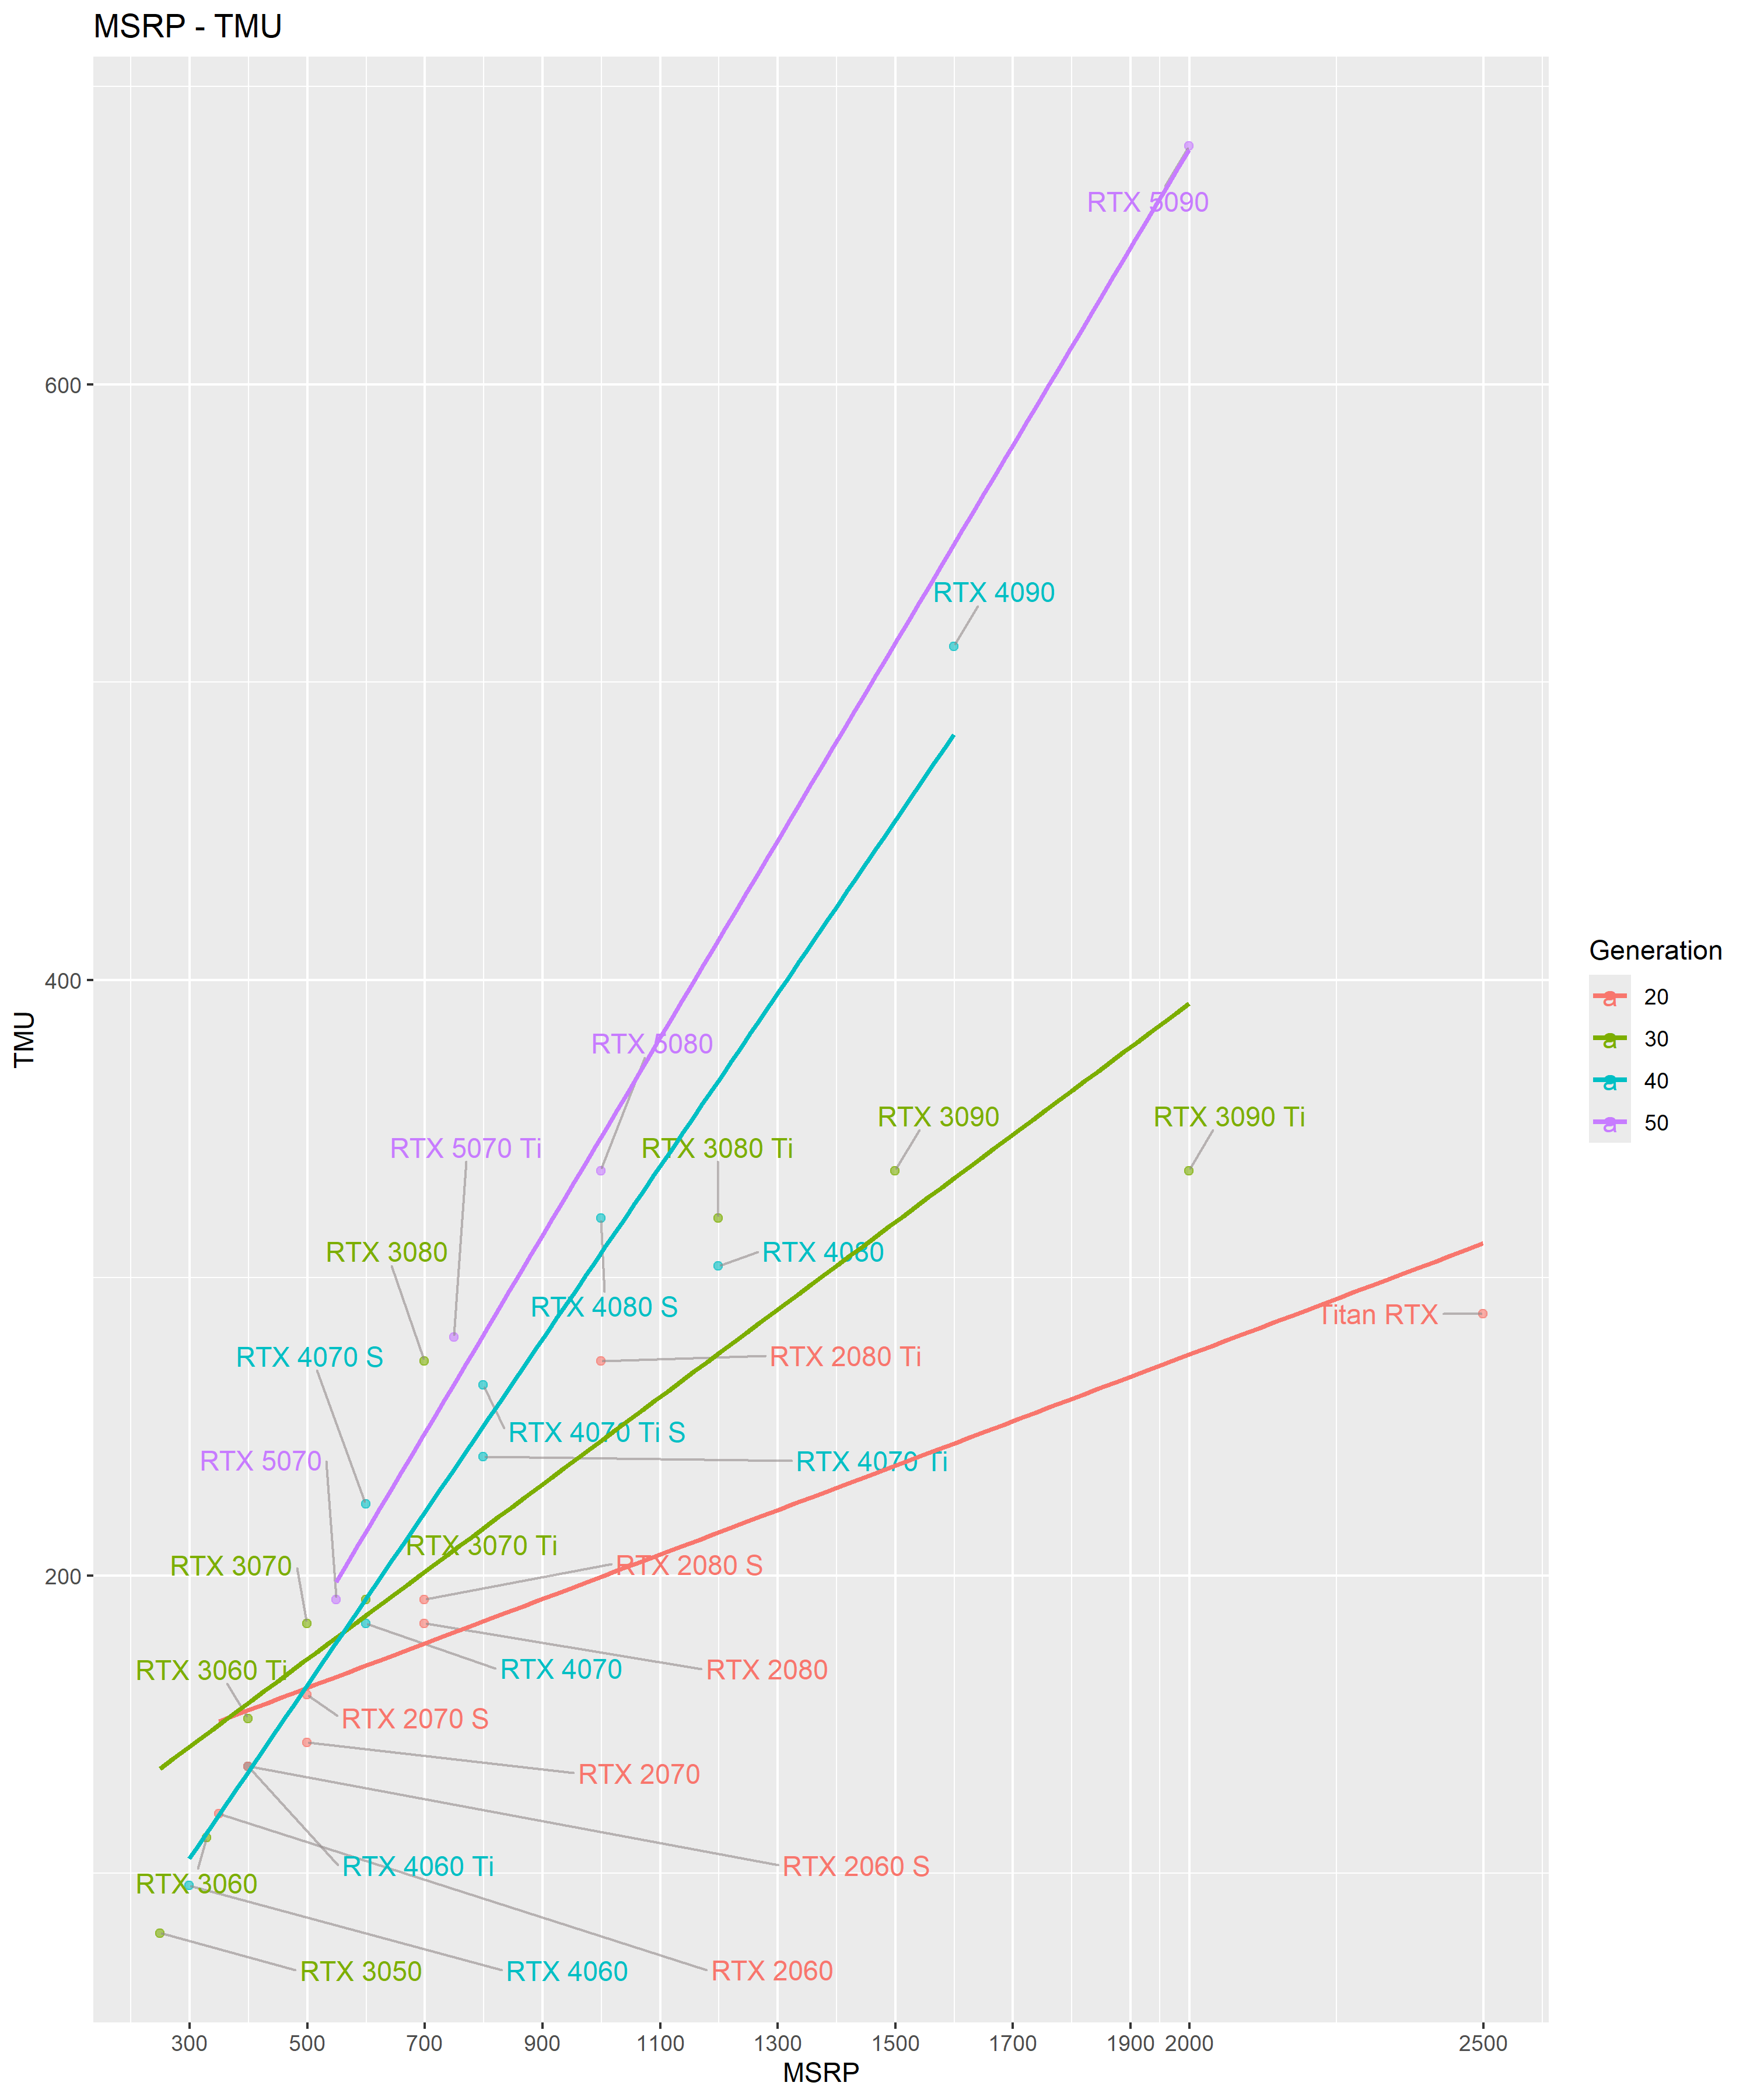 MSRP - TMU
TMU
600
400
200
RTX 5090
RTX 4090
RTX 5080
RTX 3090
RTX 3090 Ti
RTX 5070 Ti
RTX 3080 Ti
RTX 3080
RTX 4080
RTX 4080 S
Titan RTX
RTX 4070 S
RTX 2080 Ti
RTX 4070 Ti S
RTX 5070
RTX 4070 Ti
RTX 3070 Ti
RTX 3070
RTX 2080 S
RTX 3060 Ti
RTX 4070
RTX 2080
RTX 2070 S
RTX 2070
RTX 4060 Ti
RTX 2060 S
RTX 3060
RTX 3050
RTX 4060
RTX 2060
300 500 700 900 1100 1300 1500 1700 1900 2000 2500
MSRP
Generation
a 20
a 30
a 40
a 50